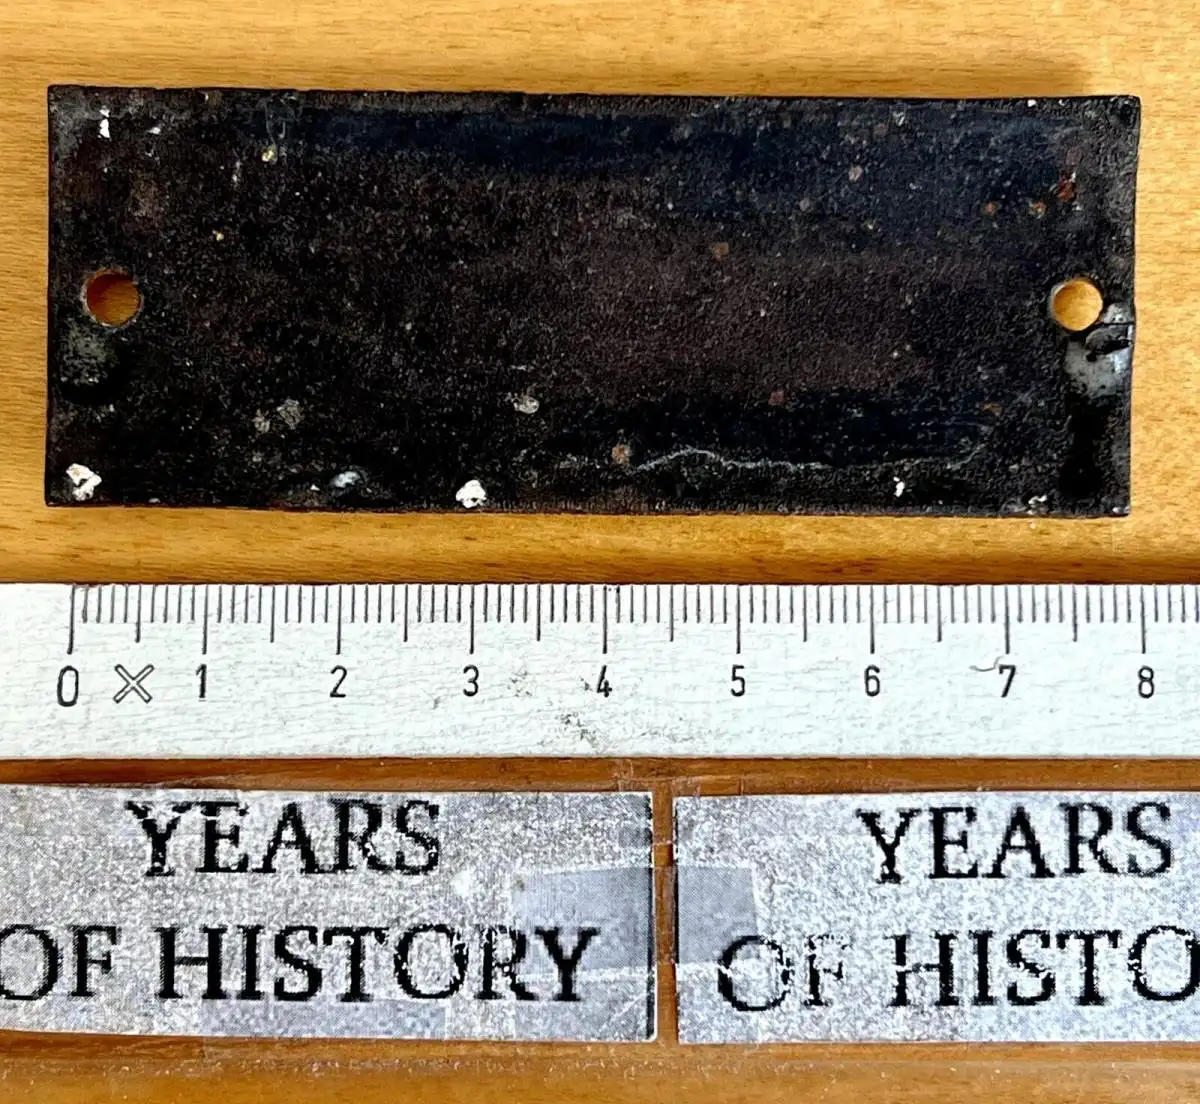 0 1 2 3 4 5 6 7 8
YEARS YEARS
OF HISTORY OF HISTO